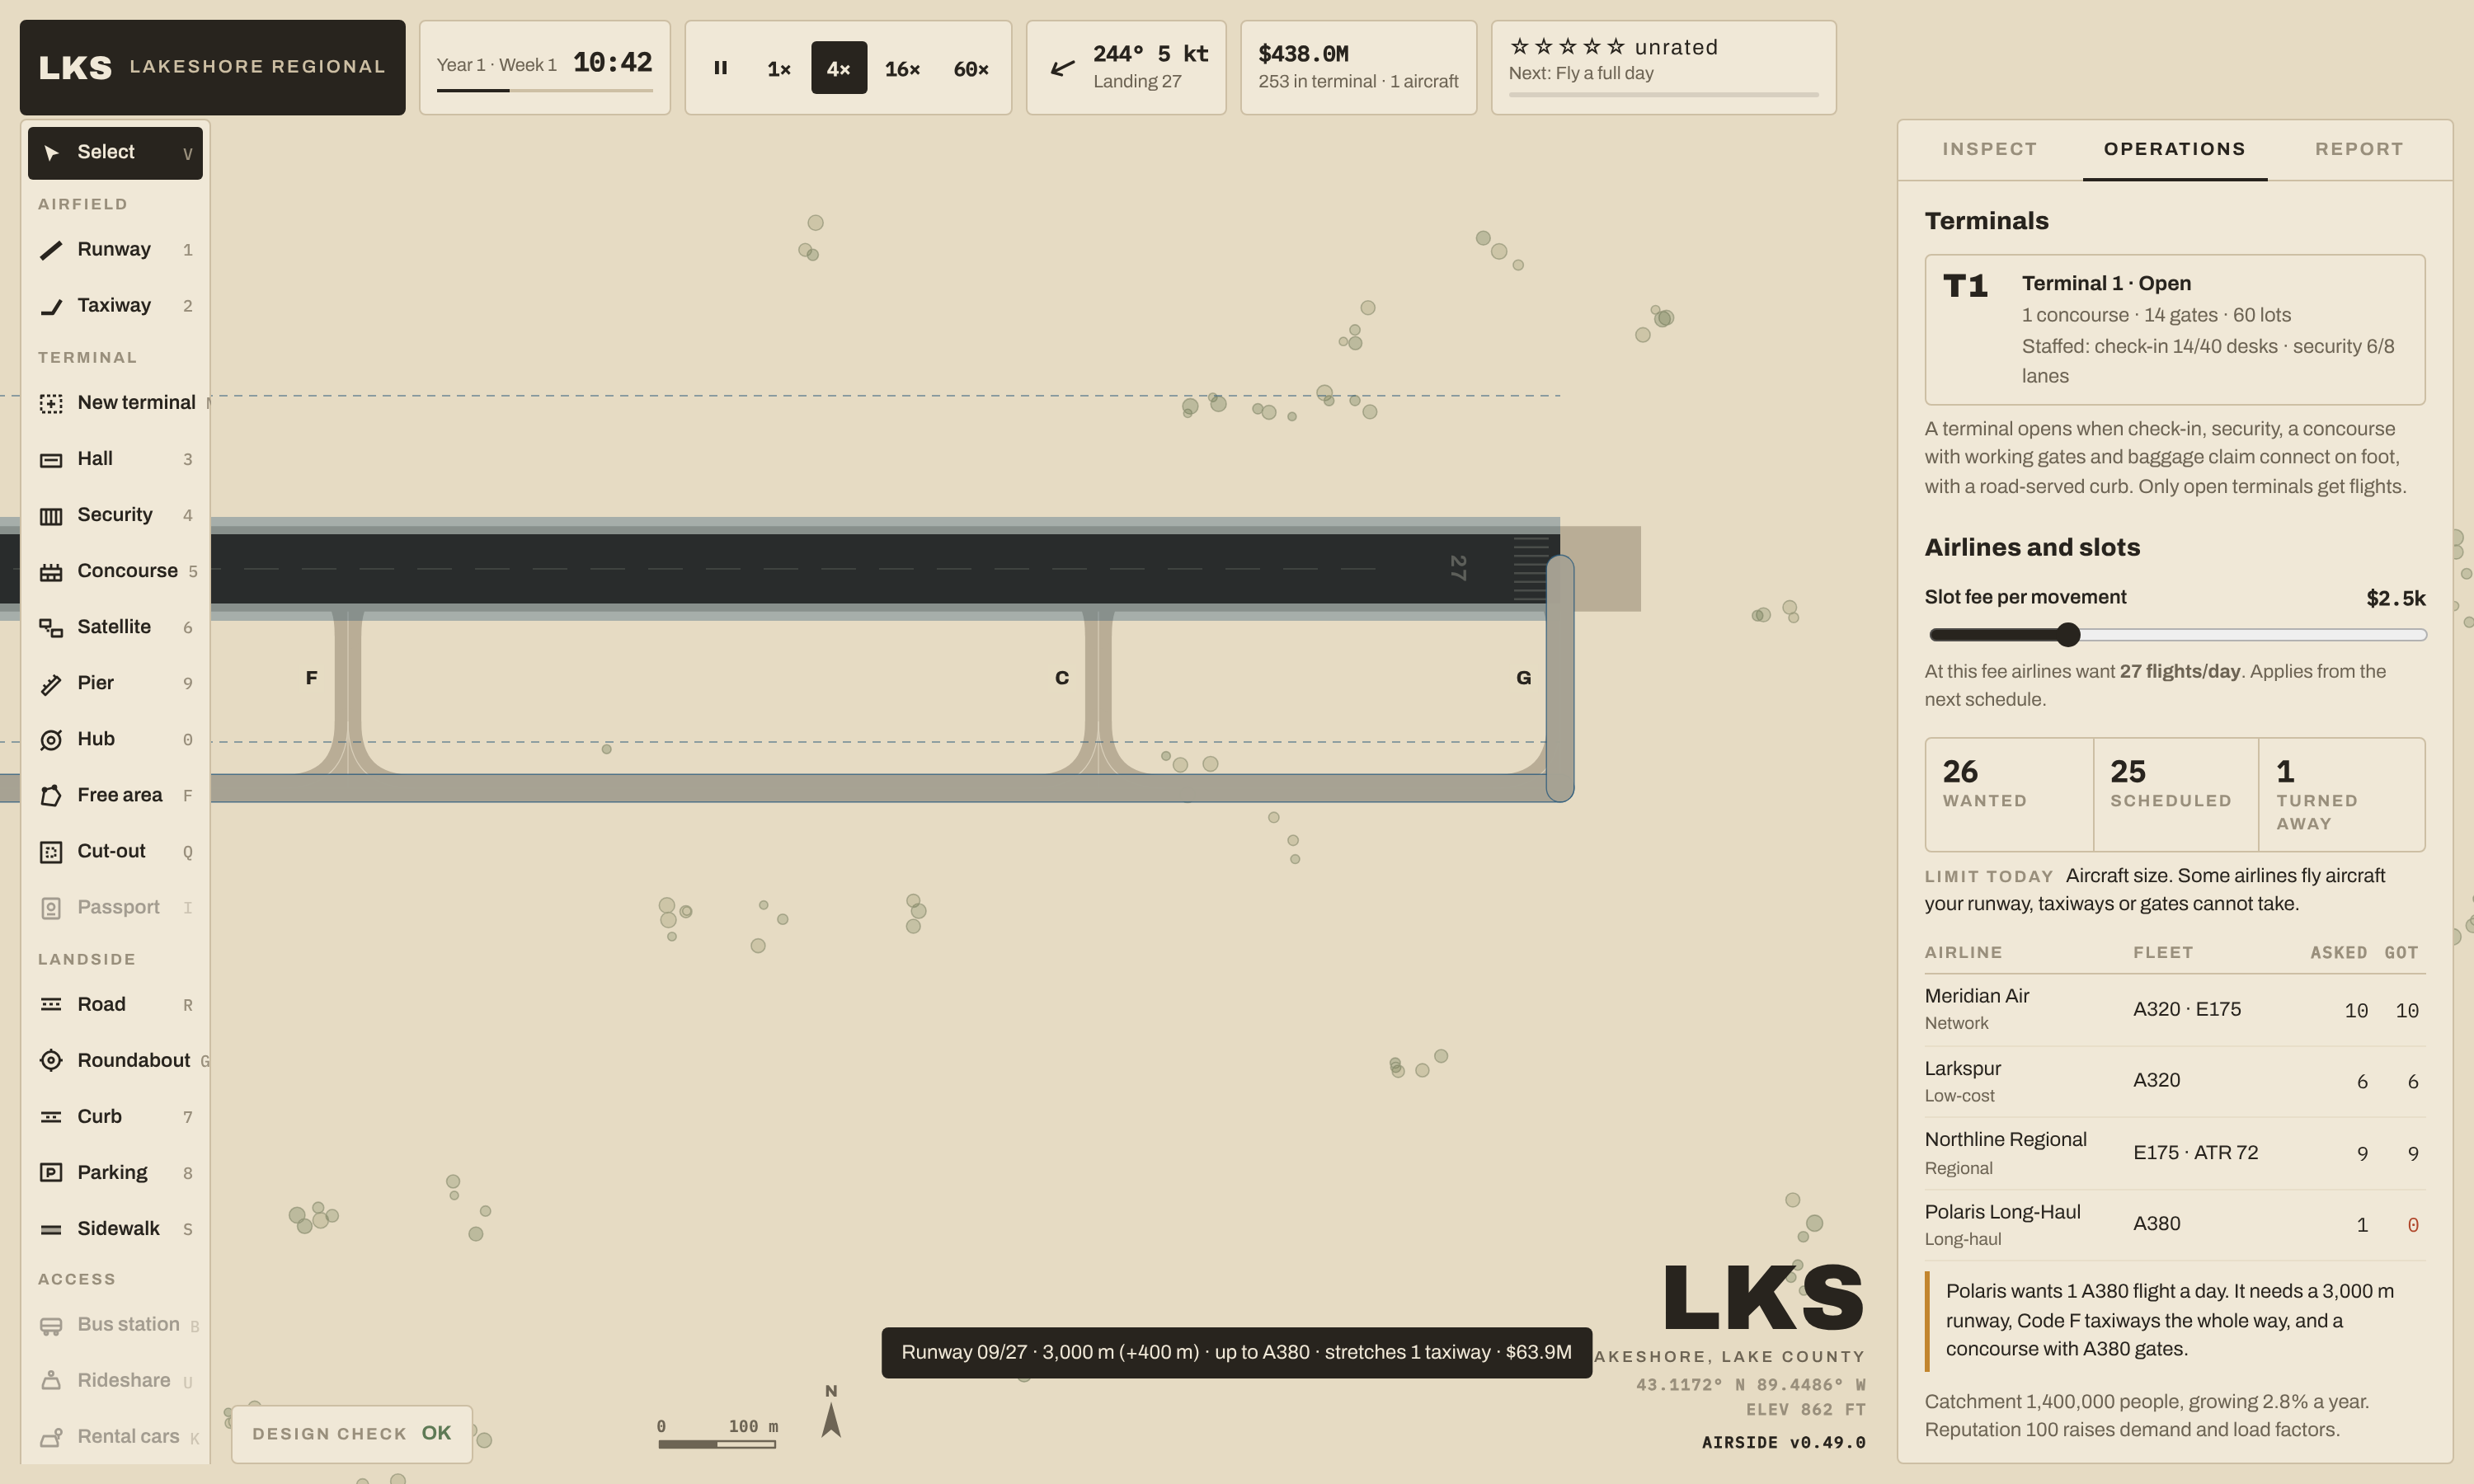 LKS LAKESHORE REGIONAL
Year 1 · Week 1 10:42
1× 4× 16× 60×
244° 5 kt
Landing 27
$438.0M
253 in terminal · 1 aircraft
☆☆☆☆☆ unrated
Next: Fly a full day
Select V
AIRFIELD
Runway 1
Taxiway 2
TERMINAL
New terminal
Hall 3
Security 4
Concourse 5
Satellite 6
Pier 9
Hub 0
Free area F
Cut-out Q
Passport I
LANDSIDE
Road R
Roundabout G
Curb 7
Parking 8
Sidewalk S
ACCESS
Bus station B
Rideshare U
Rental cars K
27
F
C
G
DESIGN CHECK OK
0 100 m
N
Runway 09/27 · 3,000 m (+400 m) · up to A380 · stretches 1 taxiway · $63.9M
LKS
AKESHORE, LAKE COUNTY
43.1172° N 89.4486° W
ELEV 862 FT
AIRSIDE v0.49.0
INSPECT OPERATIONS REPORT
Terminals
T1
Terminal 1 · Open
1 concourse · 14 gates · 60 lots
Staffed: check-in 14/40 desks · security 6/8
lanes
A terminal opens when check-in, security, a concourse
with working gates and baggage claim connect on foot,
with a road-served curb. Only open terminals get flights.
Airlines and slots
Slot fee per movement $2.5k
At this fee airlines want 27 flights/day. Applies from the
next schedule.
26 WANTED
25 SCHEDULED
1 TURNED
AWAY
LIMIT TODAY Aircraft size. Some airlines fly aircraft
your runway, taxiways or gates cannot take.
AIRLINE FLEET ASKED GOT
Meridian Air A320 · E175 10 10
Network
Larkspur A320 6 6
Low-cost
Northline Regional E175 · ATR 72 9 9
Regional
Polaris Long-Haul A380 1 0
Long-haul
Polaris wants 1 A380 flight a day. It needs a 3,000 m
runway, Code F taxiways the whole way, and a
concourse with A380 gates.
Catchment 1,400,000 people, growing 2.8% a year.
Reputation 100 raises demand and load factors.